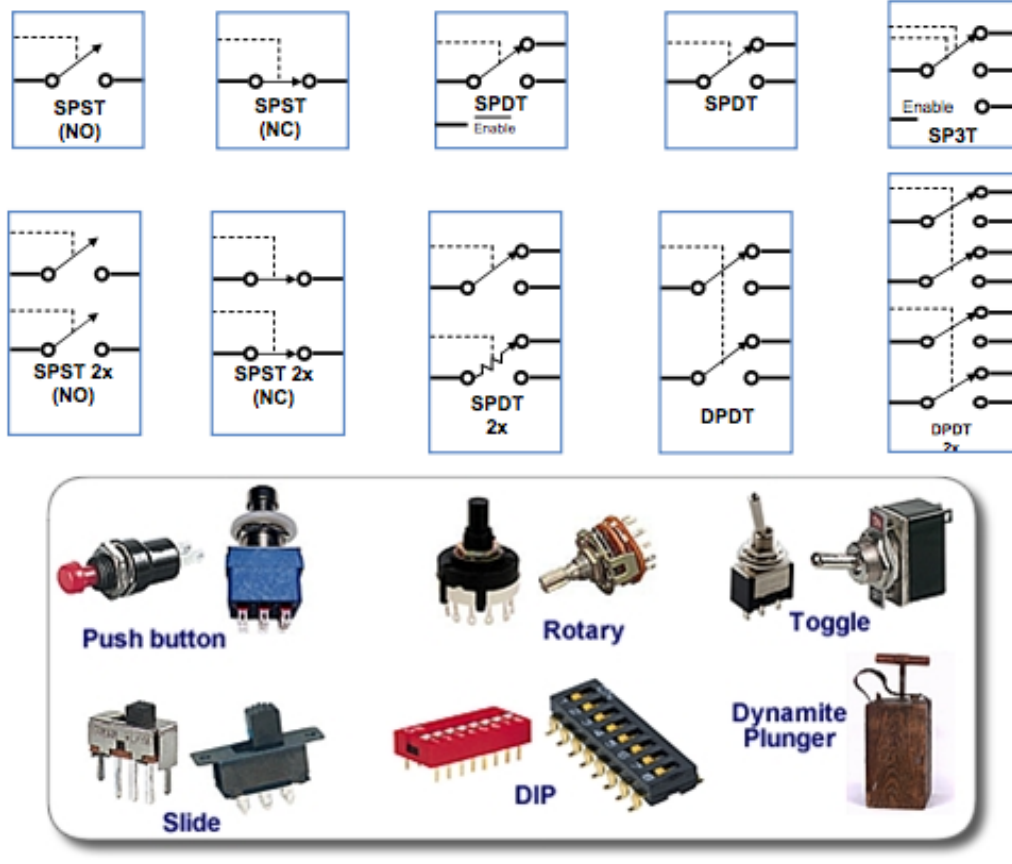 SPST
(NO)
SPST
(NC)
SPDT
Enable
SPDT
Enable
SP3T
SPST 2x
(NO)
SPST 2x
(NC)
SPDT
2x
DPDT
DPDT
2x
Push button
Rotary
Toggle
Slide
DIP
Dynamite
Plunger